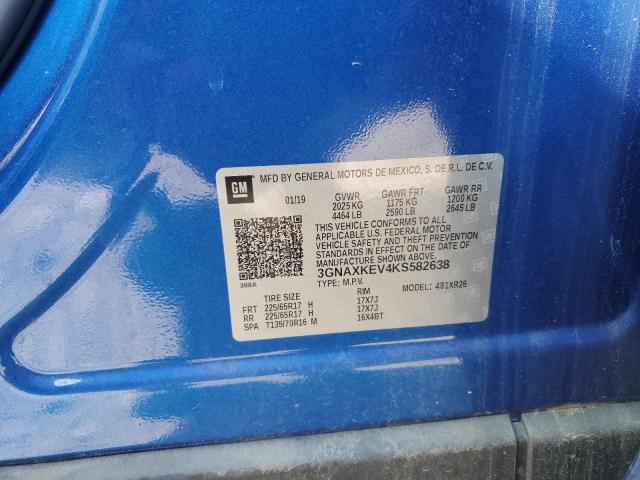 GM
MFD BY GENERAL MOTORS DE MEXICO, S. DE R.L. DE C.V.
01/19 GVWR GAWR FRT GAWR RR
2025 KG 1175 KG 1200 KG
4464 LB 2590 LB 2645 LB
THIS VEHICLE CONFORMS TO ALL
APPLICABLE U.S. FEDERAL MOTOR
VEHICLE SAFETY AND THEFT PREVENTION
STANDARDS IN EFFECT ON THE DATE OF
MANUFACTURE SHOWN ABOVE.
3GNAXKEV4KS582638
TYPE: M.P.V. MODEL: 481XR26
388A
TIRE SIZE RIM
FRT 225/65R17 H 17X7J
RR 225/65R17 H 17X7J
SPA T135/70R16 M 16X4BT